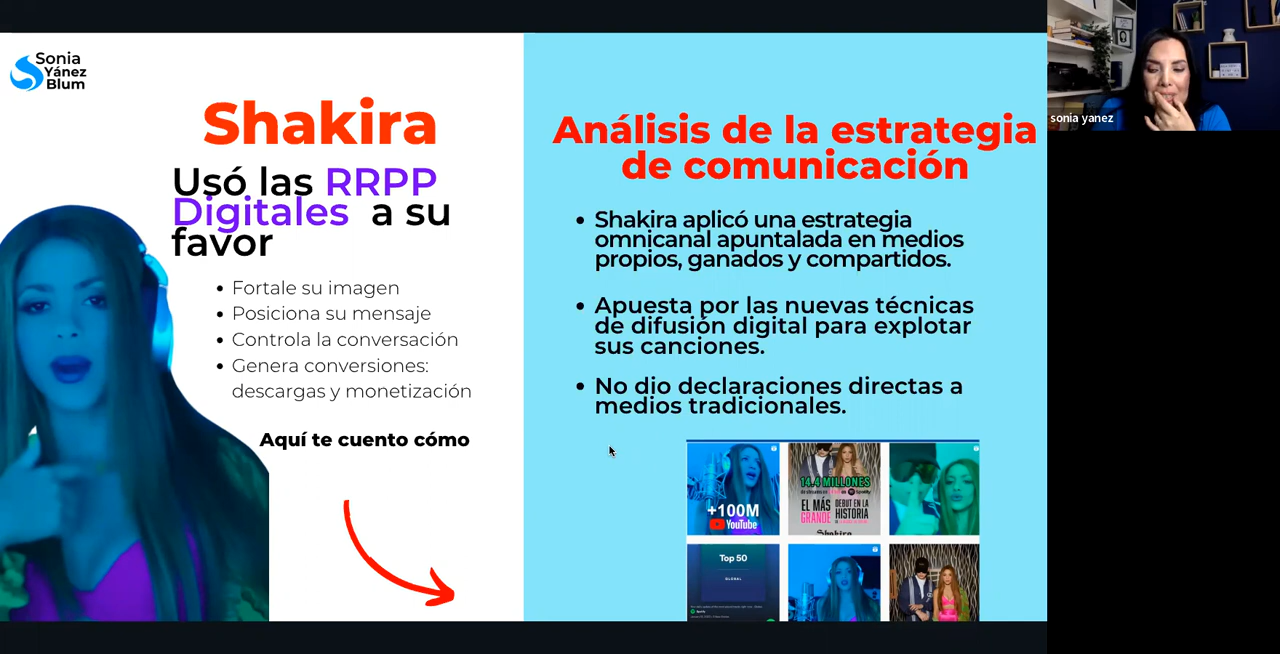 Sonia
Yánez
Blum
Shakira
Usó las RRPP
Digitales a su
favor
Fortale su imagen
Posiciona su mensaje
Controla la conversación
Genera conversiones:
descargas y monetización
Aquí te cuento cómo
Análisis de la estrategia
de comunicación
Shakira aplicó una estrategia
omnicanal apuntalada en medios
propios, ganados y compartidos.
Apuesta por las nuevas técnicas
de difusión digital para explotar
sus canciones.
No dio declaraciones directas a
medios tradicionales.
+100M
YouTube
14.4 MILLONES
EL MÁS
GRANDE
DEBUT EN LA
HISTORIA
Shakira
Top 50
GLOBAL
sonia yanez